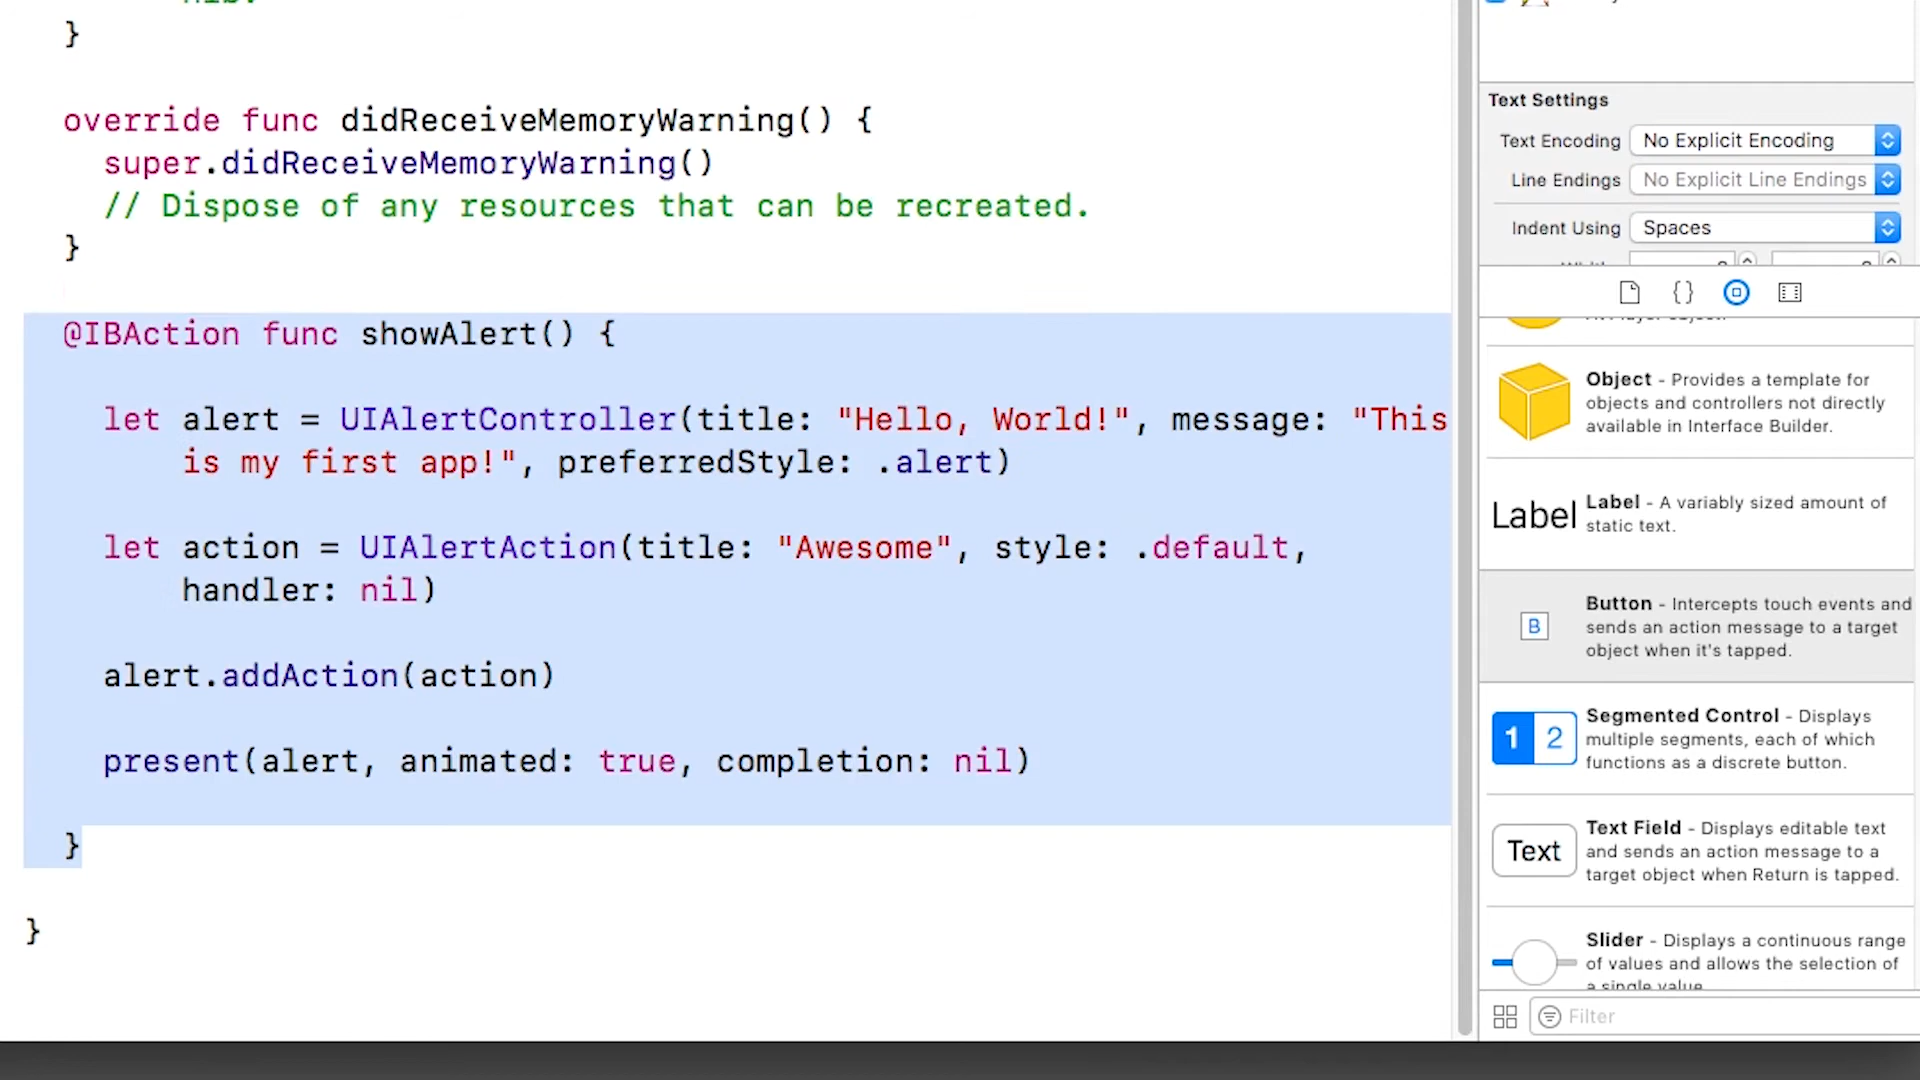 }
override func didReceiveMemoryWarning() {
super.didReceiveMemoryWarning()
// Dispose of any resources that can be recreated.
}
@IBAction func showAlert() {
let alert = UIAlertController(title: "Hello, World!", message: "This
is my first app!", preferredStyle: .alert)
let action = UIAlertAction(title: "Awesome", style: .default,
handler: nil)
alert.addAction(action)
present(alert, animated: true, completion: nil)
}
}
Text Settings
Text Encoding No Explicit Encoding
Line Endings No Explicit Line Endings
Indent Using Spaces
{}
Object - Provides a template for
objects and controllers not directly
available in Interface Builder.
Label
Label - A variably sized amount of
static text.
B
Button - Intercepts touch events and
sends an action message to a target
object when it's tapped.
1 2
Segmented Control - Displays
multiple segments, each of which
functions as a discrete button.
Text
Text Field - Displays editable text
and sends an action message to a
target object when Return is tapped.
Slider - Displays a continuous range
of values and allows the selection of
a single value
Filter